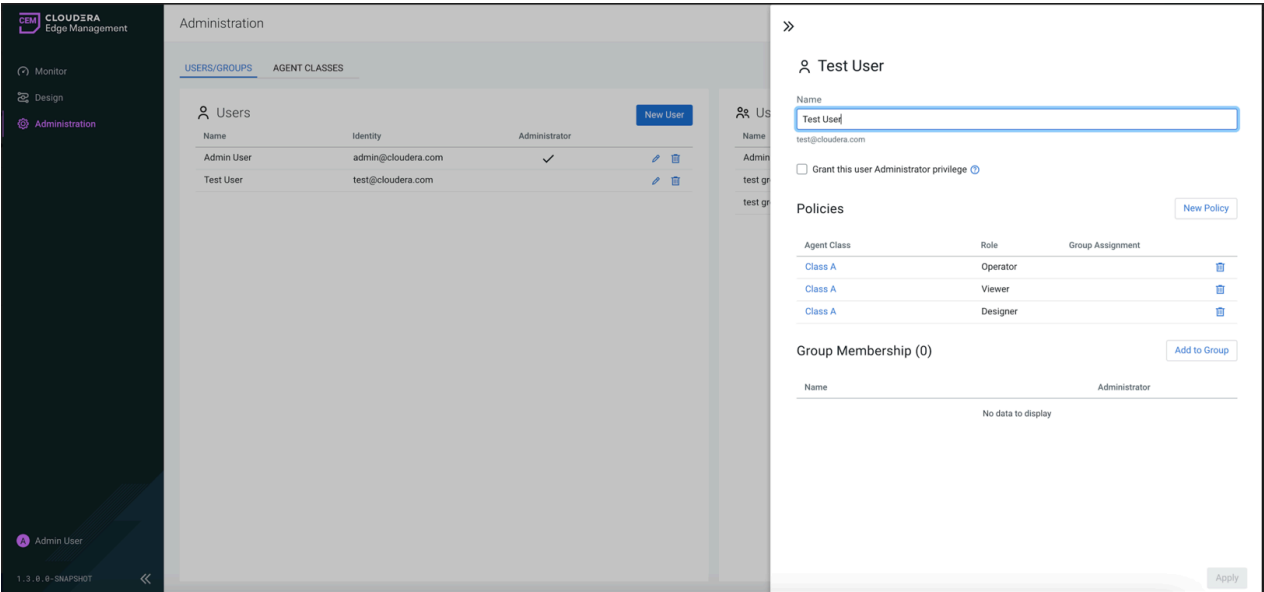 CEM CLOUDERA
Edge Management
Monitor
Design
Administration
A Admin User
1.3.0.0-SNAPSHOT
Administration
USERS/GROUPS AGENT CLASSES
Users
New User
Name Identity Administrator
Admin User admin@cloudera.com
Test User test@cloudera.com
Us
Name
Admin
test gr
test gr
Test User
Name
Test User
test@cloudera.com
Grant this user Administrator privilege
Policies
New Policy
Agent Class Role Group Assignment
Class A Operator
Class A Viewer
Class A Designer
Group Membership (0)
Add to Group
Name Administrator
No data to display
Apply